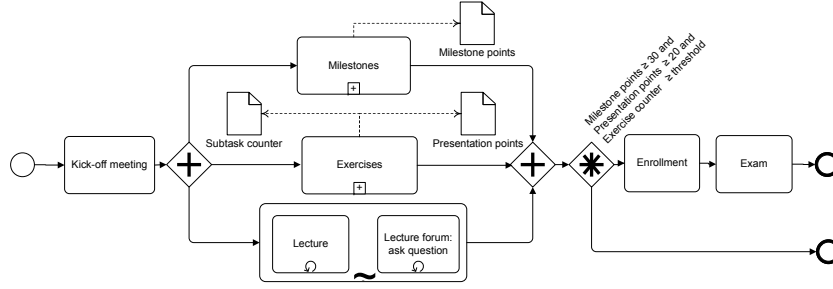 Milestone points
Milestones
Milestone points ≥ 30 and
Presentation points ≥ 20 and
Exercise counter ≥ threshold
Subtask counter
Presentation points
Kick-off meeting
Exercises
Enrollment
Exam
Lecture
Lecture forum:
ask question